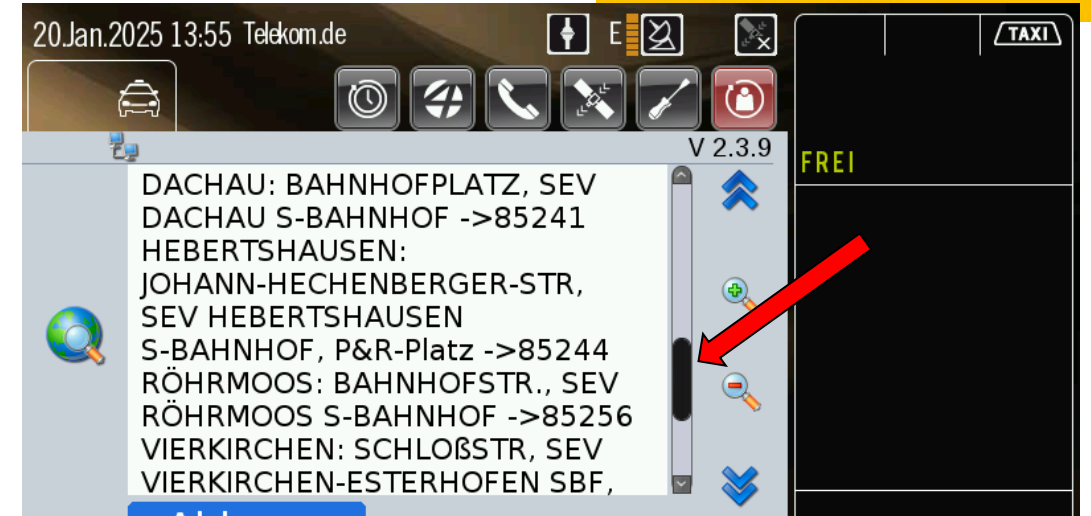 20.Jan.2025 13:55 Telekom.de
E
TAXI
V 2.3.9
FREI
DACHAU: BAHNHOFPLATZ, SEV
DACHAU S-BAHNHOF ->85241
HEBERTSHAUSEN:
JOHANN-HECHENBERGER-STR,
SEV HEBERTSHAUSEN
S-BAHNHOF, P&R-Platz ->85244
RÖHRMOOS: BAHNHOFSTR., SEV
RÖHRMOOS S-BAHNHOF ->85256
VIERKIRCHEN: SCHLOßSTR, SEV
VIERKIRCHEN-ESTERHOFEN SBF,